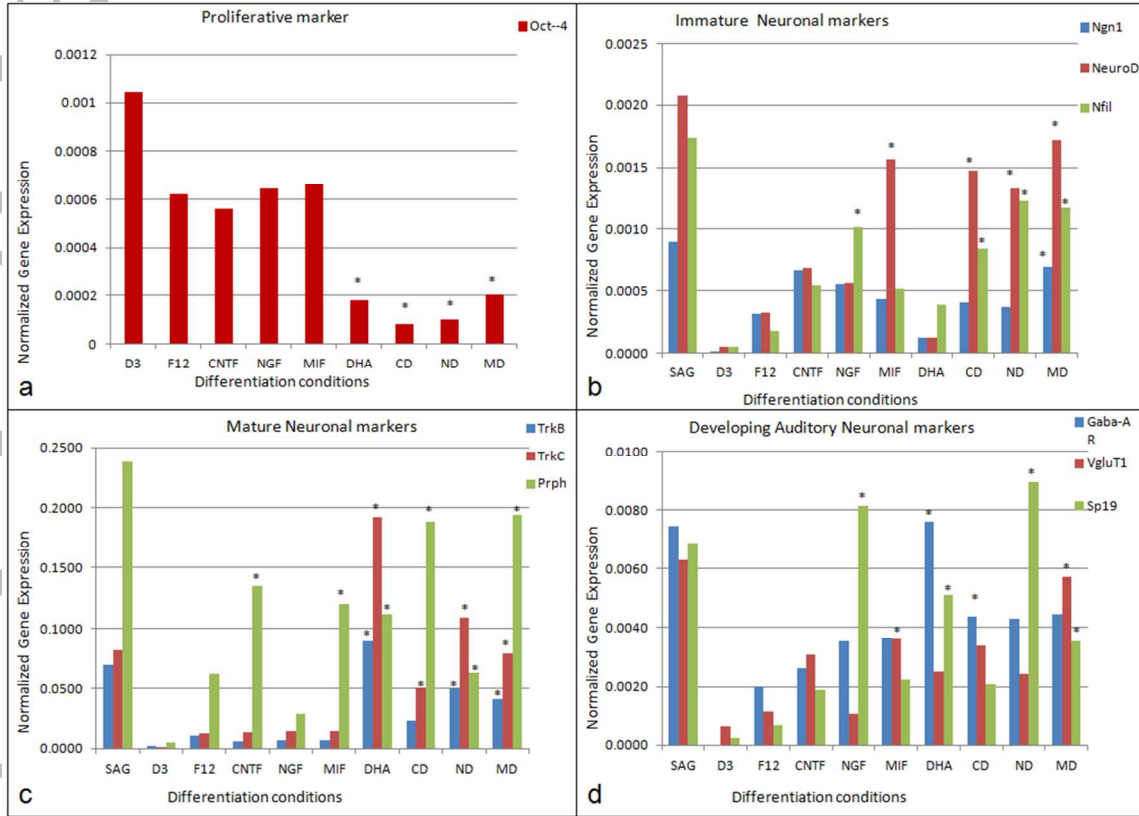 Proliferative marker
Oct--4
0.0012
0.001
0.0008
0.0006
0.0004
0.0002
0
Normalized Gene Expression
* * * *
D3 F12 CNTF NGF MIF DHA CD ND MD
Differentiation conditions
a
Immature Neuronal markers
Ngn1
NeuroD
Nfil
0.0025
0.0020
0.0015
0.0010
0.0005
0.0000
Normalized Gene Expression
* * * * * * * * *
SAG D3 F12 CNTF NGF MIF DHA CD ND MD
Differentiation conditions
b
Mature Neuronal markers
TrkB
TrkC
Prph
0.2500
0.2000
0.1500
0.1000
0.0500
0.0000
Normalized Gene Expression
* * * * * * * * * * * *
SAG D3 F12 CNTF NGF MIF DHA CD ND MD
Differentiation conditions
c
Developing Auditory Neuronal markers
Gaba-A
R
VgluT1
Sp19
0.0100
0.0080
0.0060
0.0040
0.0020
0.0000
Normalized Gene Expression
* * * * * * * *
SAG D3 F12 CNTF NGF MIF DHA CD ND MD
Differentiation conditions
d